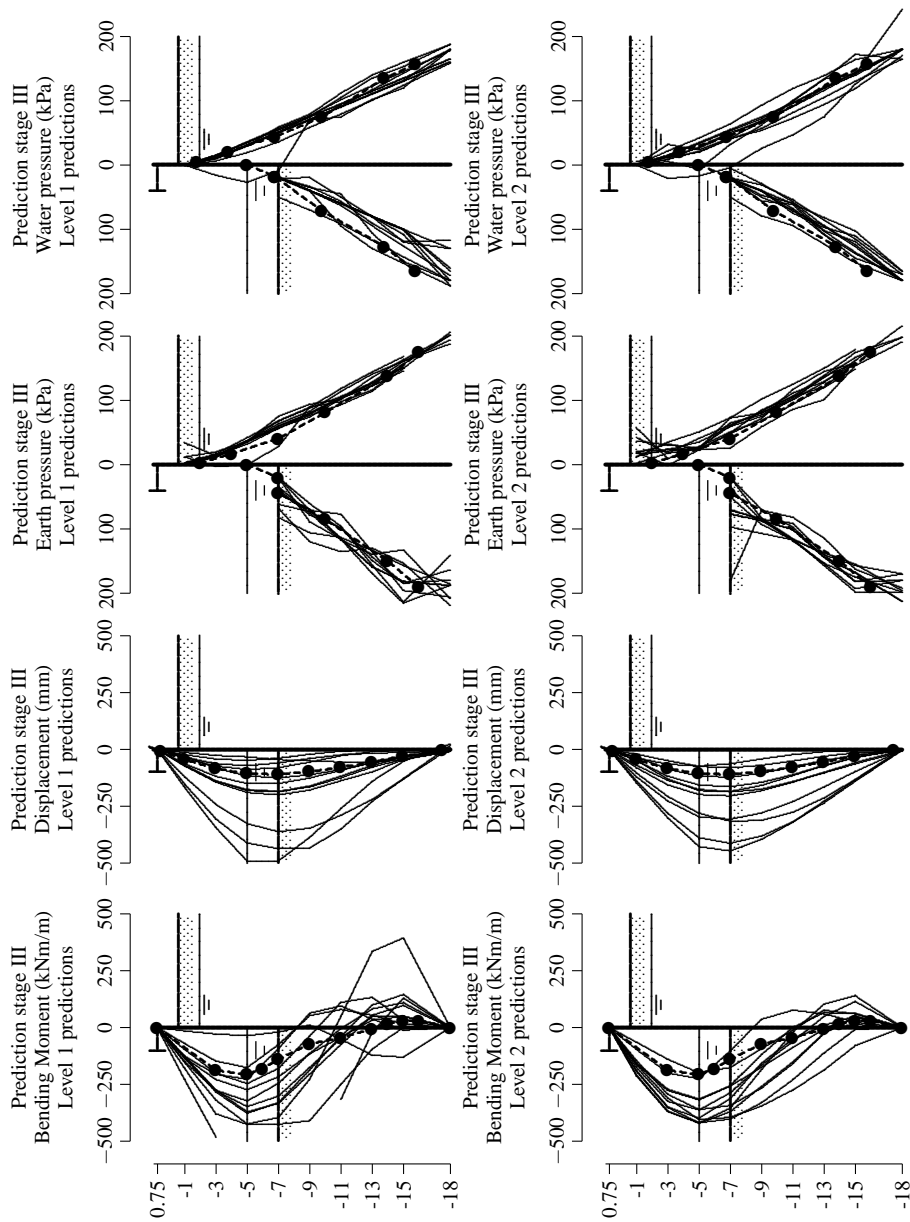 Prediction stage III
Bending Moment (kNm/m)
Level 1 predictions
−500 −250 0 250 500
Prediction stage III
Displacement (mm)
Level 1 predictions
−500 −250 0 250 500
Prediction stage III
Earth pressure (kPa)
Level 1 predictions
200 100 0 100 200
Prediction stage III
Water pressure (kPa)
Level 1 predictions
200 100 0 100 200
0.75
-1
-3
-5
-7
-9
-11
-13
-15
-18
Prediction stage III
Bending Moment (kNm/m)
Level 2 predictions
−500 −250 0 250 500
Prediction stage III
Displacement (mm)
Level 2 predictions
−500 −250 0 250 500
Prediction stage III
Earth pressure (kPa)
Level 2 predictions
200 100 0 100 200
Prediction stage III
Water pressure (kPa)
Level 2 predictions
200 100 0 100 200
0.75
-1
-3
-5
-7
-9
-11
-13
-15
-18